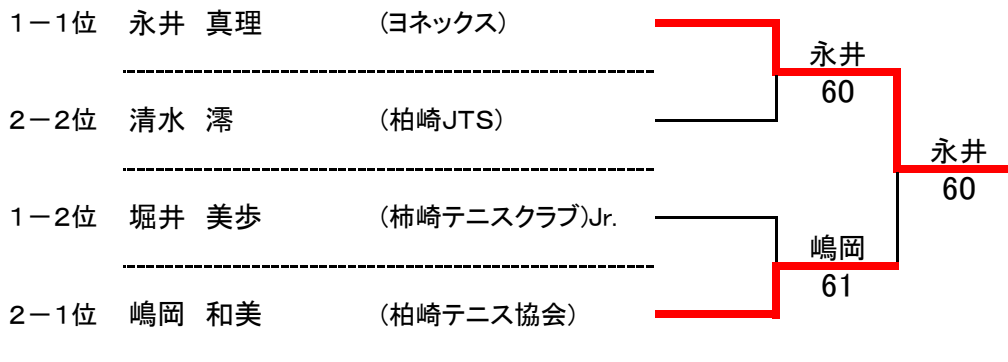 1－1位 永井 真理 (ヨネックス)
永井
60
2－2位 清水 澪 (柏崎JTS)
永井
60
1－2位 堀井 美歩 (柿崎テニスクラブ)Jr.
嶋岡
61
2－1位 嶋岡 和美 (柏崎テニス協会)